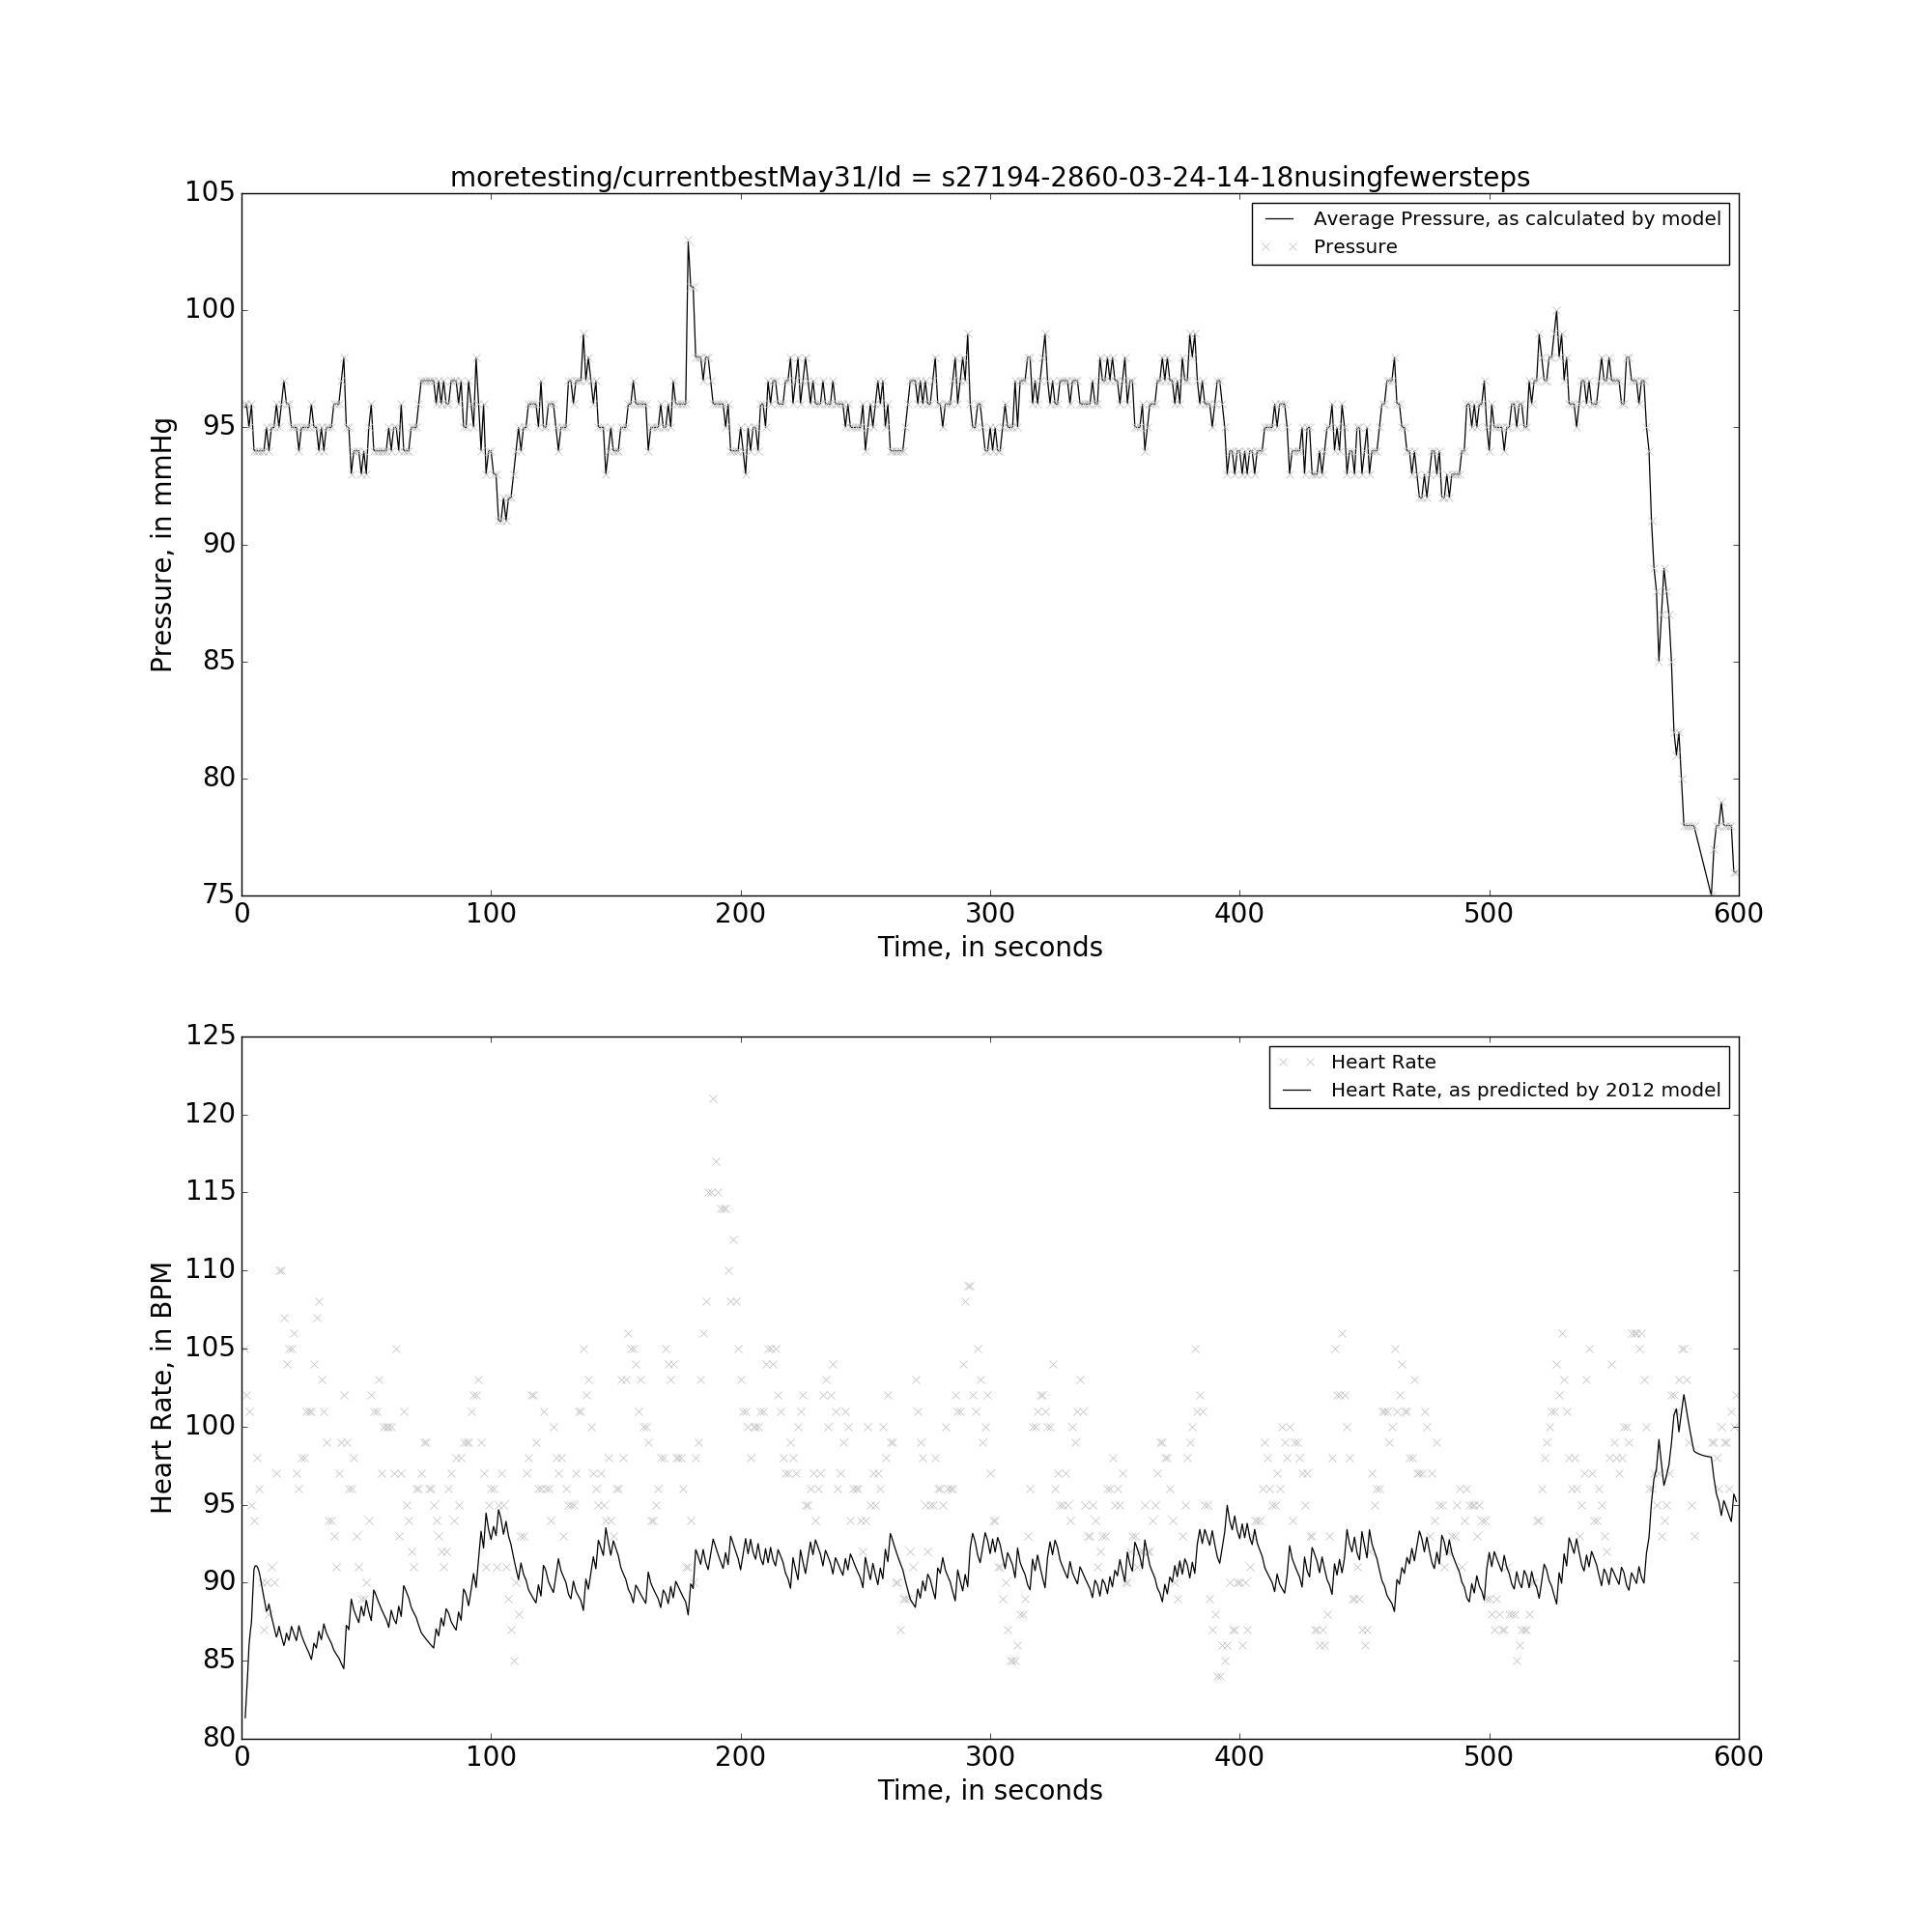 moretesting/currentbestMay31/Id = s27194-2860-03-24-14-18nusingfewersteps
105
100
95
90
85
80
75
Pressure, in mmHg
Average Pressure, as calculated by model
Pressure
0 100 200 300 400 500 600
Time, in seconds
125
120
115
110
105
100
95
90
85
80
Heart Rate, in BPM
Heart Rate
Heart Rate, as predicted by 2012 model
0 100 200 300 400 500 600
Time, in seconds